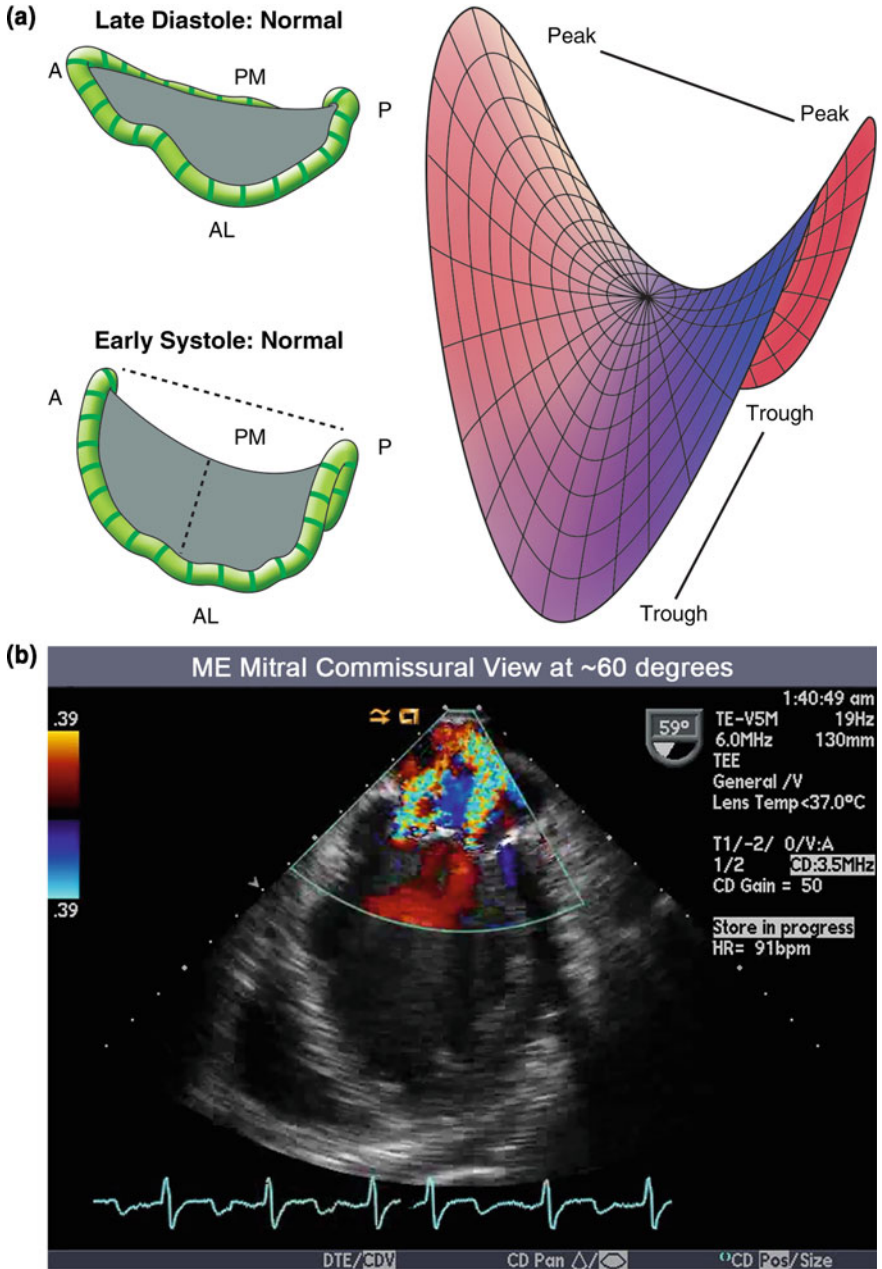 (a)
Late Diastole: Normal
A
PM
P
AL
Peak
Peak
Early Systole: Normal
A
PM
P
AL
Trough
Trough
(b)
ME Mitral Commissural View at ~60 degrees
.39
.39
59°
1:40:49 am
TE-V5M 19Hz
6.0MHz 130mm
TEE
General /V
Lens Temp<37.0°C
T1/-2/ 0/V:A
1/2 CD:3.5MHz
CD Gain = 50
Store in progress
HR= 91bpm
DTE/CDV CD Pan CD Pos/Size